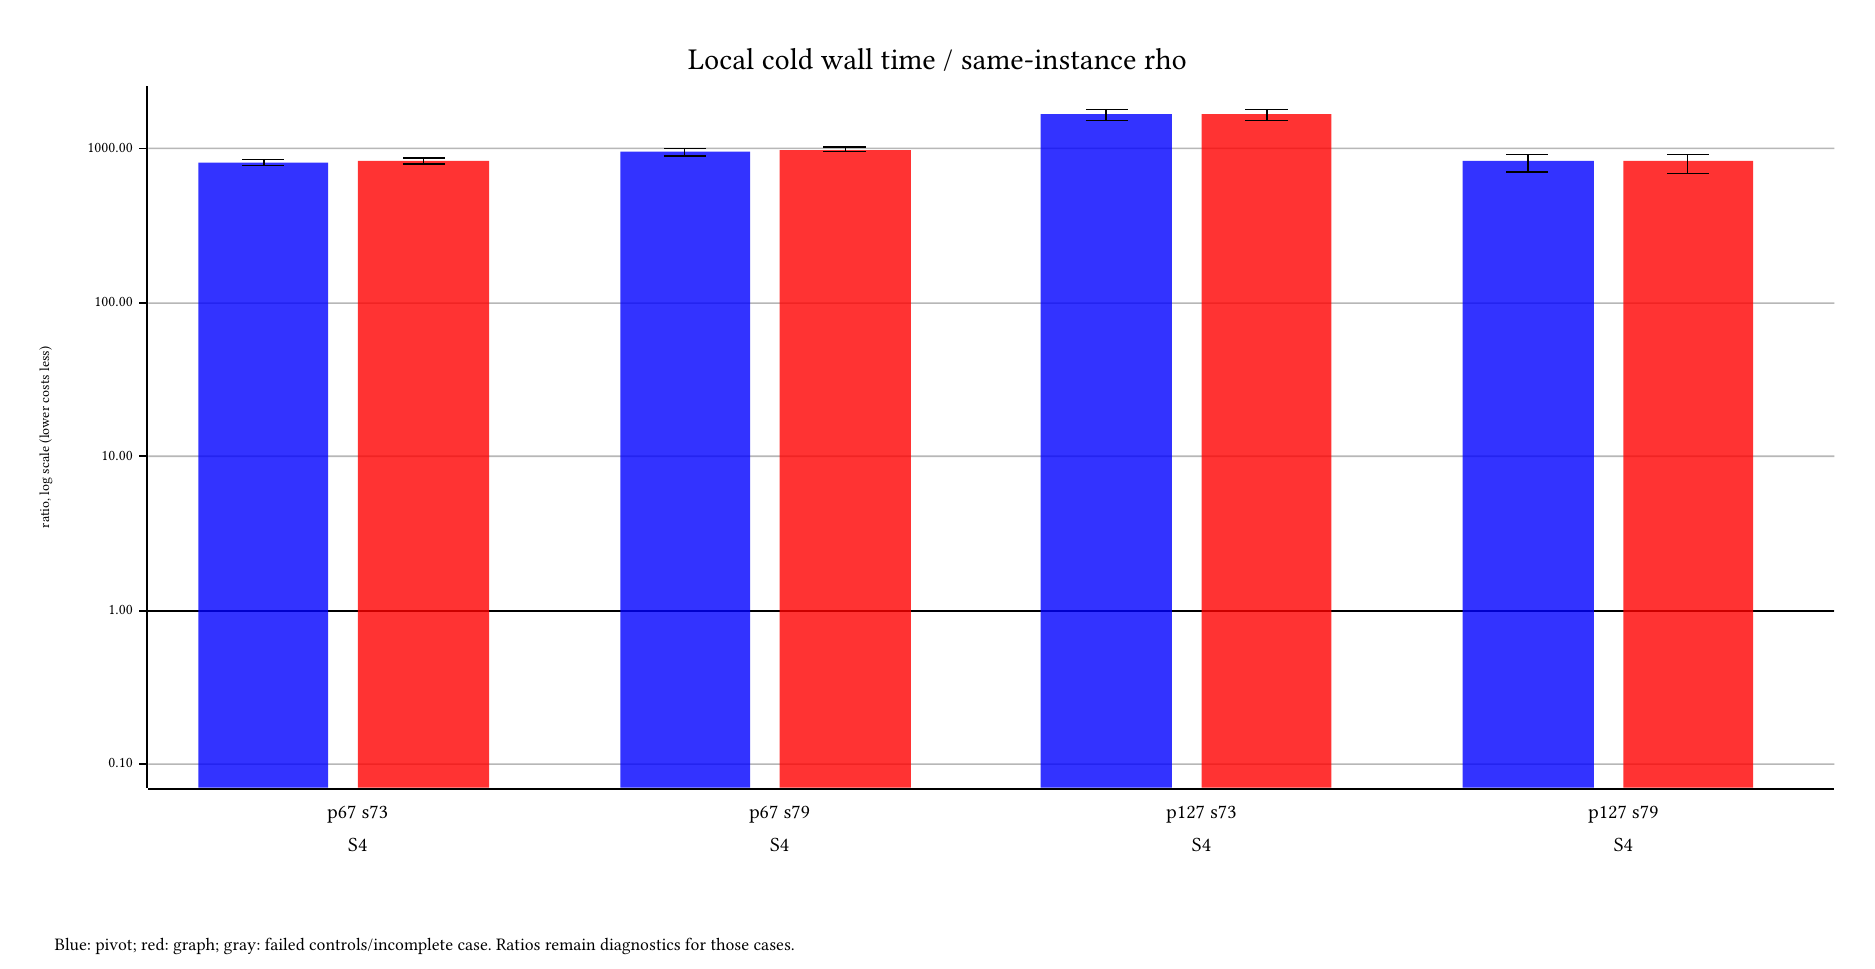 Local cold wall time / same-instance rho
1000.00
100.00
10.00
1.00
0.10
ratio, log scale (lower costs less)
p67 s73
S4
p67 s79
S4
p127 s73
S4
p127 s79
S4
Blue: pivot; red: graph; gray: failed controls/incomplete case. Ratios remain diagnostics for those cases.